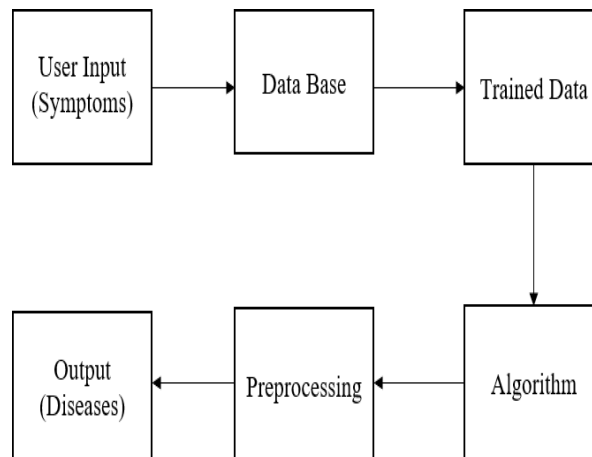 User Input
(Symptoms)
Data Base
Trained Data
Algorithm
Preprocessing
Output
(Diseases)